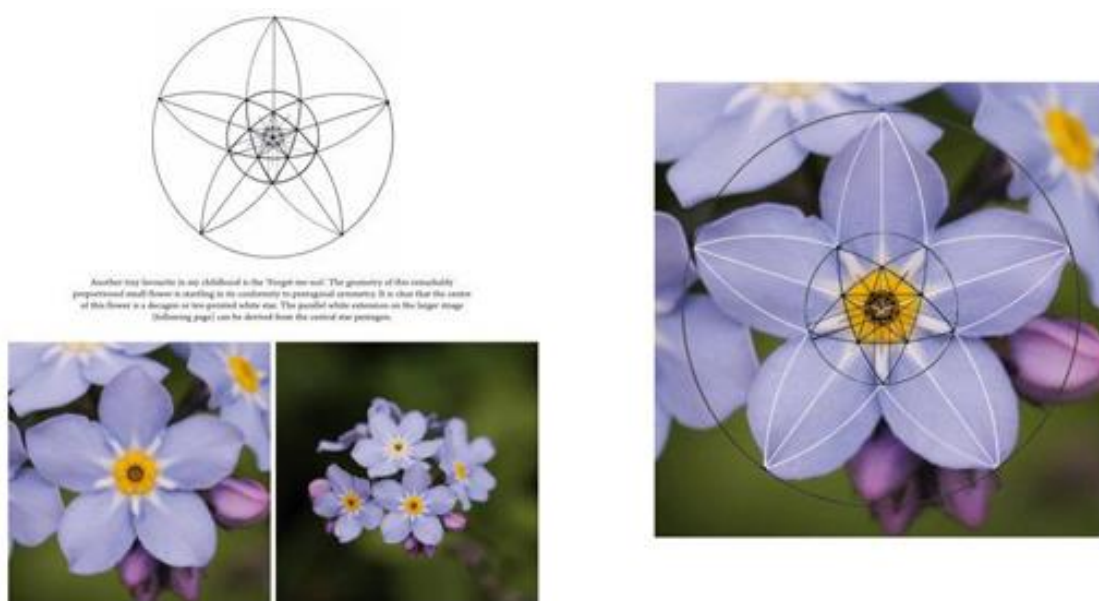 Another tiny favourite in my childhood is the 'Forget-me-not'. The geometry of this remarkably
proportioned small flower is startling in its conformity to pentagonal symmetry. It is clear that the centre
of this flower is a decagon or ten-pointed white star. The parallel white extensions on the larger image
(following page) can be derived from the central star pentagon.